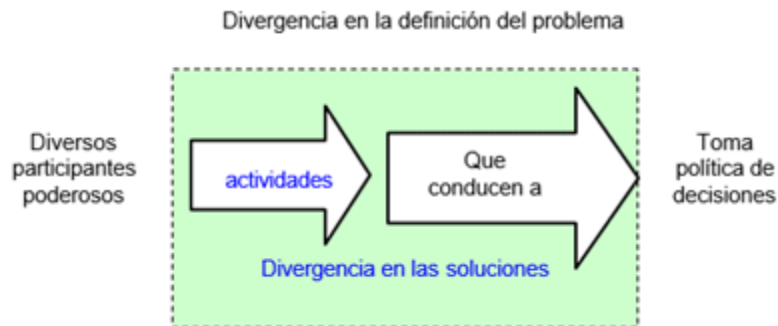 Divergencia en la definición del problema
Diversos
participantes
poderosos
actividades
Que
conducen a
Toma
política de
decisiones
Divergencia en las soluciones